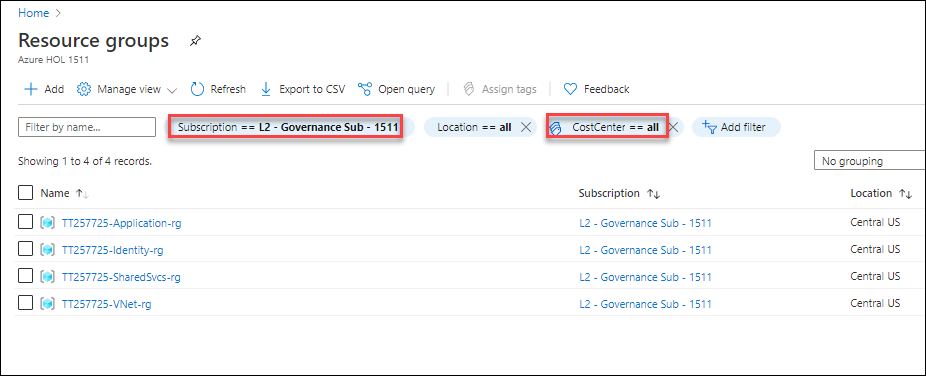 Home >
Resource groups
Azure HOL 1511
Add Manage view Refresh Export to CSV Open query Assign tags Feedback
Filter by name... Subscription == L2 - Governance Sub - 1511 Location == all CostCenter == all Add filter
Showing 1 to 4 of 4 records. No grouping
Name Subscription Location
TT257725-Application-rg L2 - Governance Sub - 1511 Central US
TT257725-Identity-rg L2 - Governance Sub - 1511 Central US
TT257725-SharedSvcs-rg L2 - Governance Sub - 1511 Central US
TT257725-VNet-rg L2 - Governance Sub - 1511 Central US